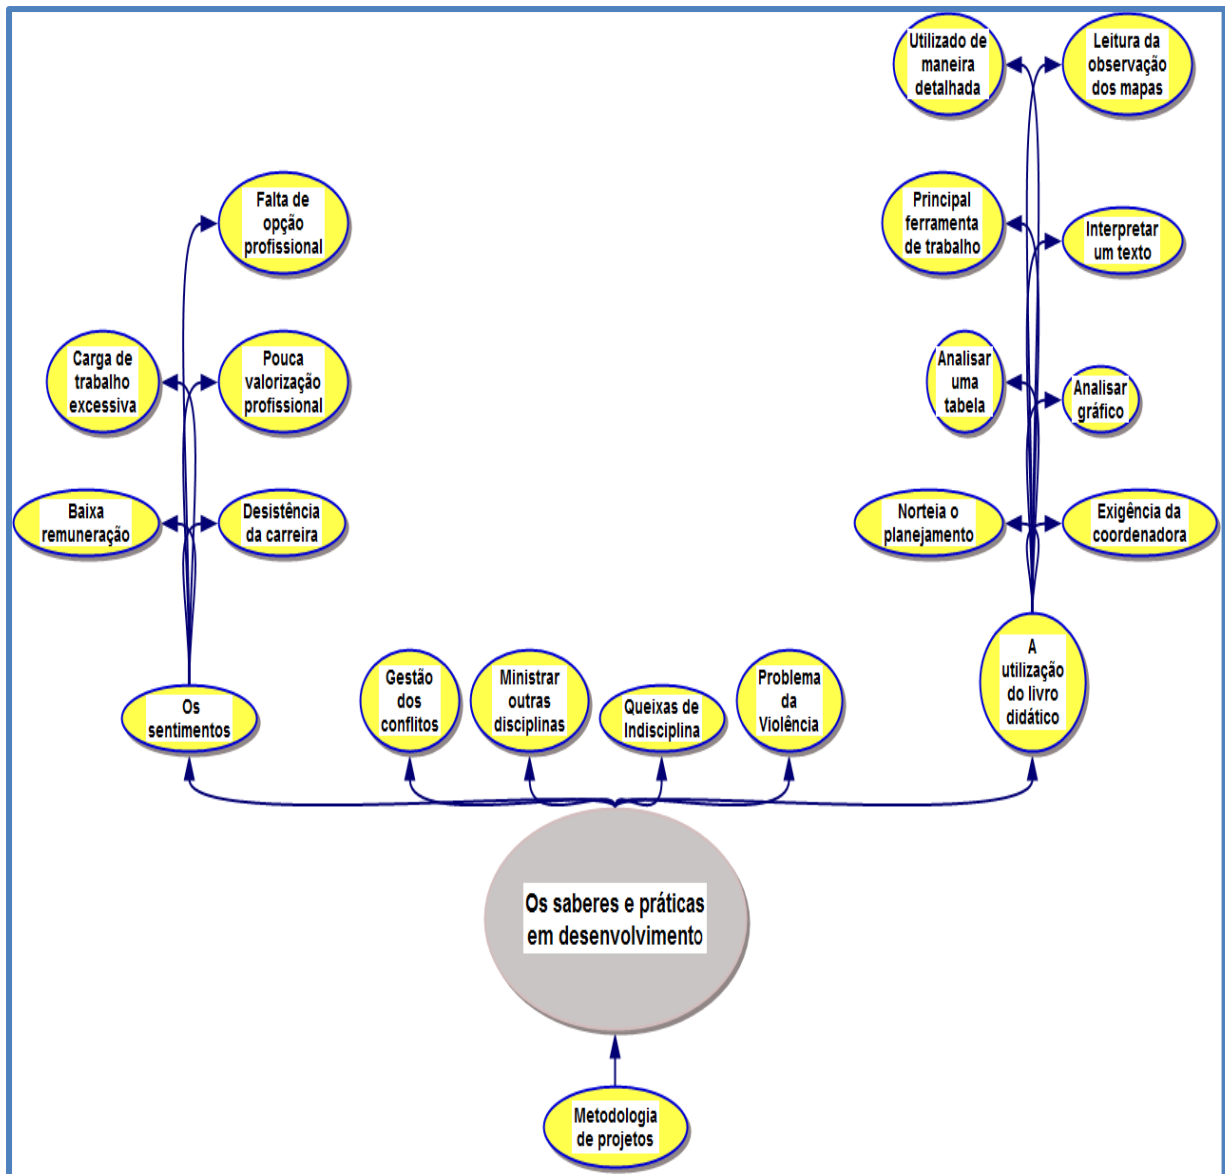 Utilizado de
maneira
detalhada
Leitura da
observação
dos mapas
Falta de
opção
profissional
Principal
ferramenta
de trabalho
Interpretar
um texto
Carga de
trabalho
excessiva
Pouca
valorização
profissional
Analisar
uma
tabela
Analisar
gráfico
Baixa
remuneração
Desistência
da carreira
Norteia o
planejamento
Exigência da
coordenadora
Os
sentimentos
Gestão
dos
conflitos
Ministrar
outras
disciplinas
Queixas de
Indisciplina
Problema
da
Violência
A
utilização
do livro
didático
Os saberes e práticas
em desenvolvimento
Metodologia
de projetos